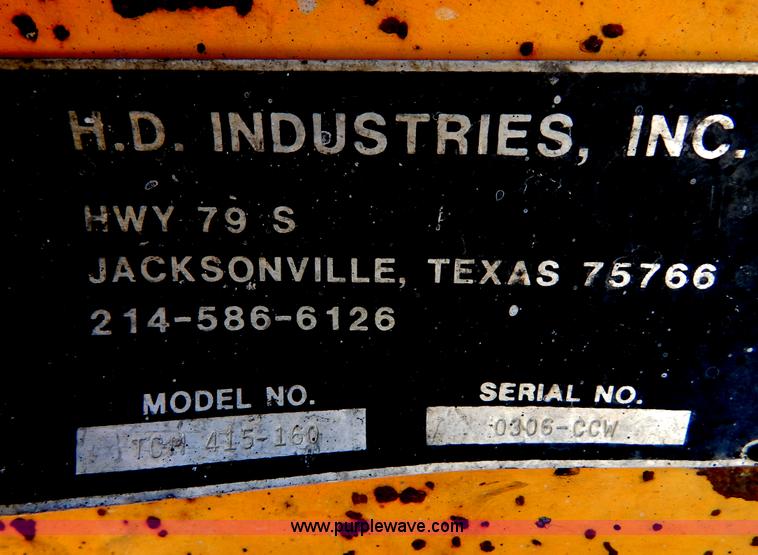 H.D. INDUSTRIES, INC.
HWY 79 S
JACKSONVILLE, TEXAS 75766
214-586-6126
MODEL NO.
TCM 415-160
SERIAL NO.
0306-CCW
www.purplewave.com